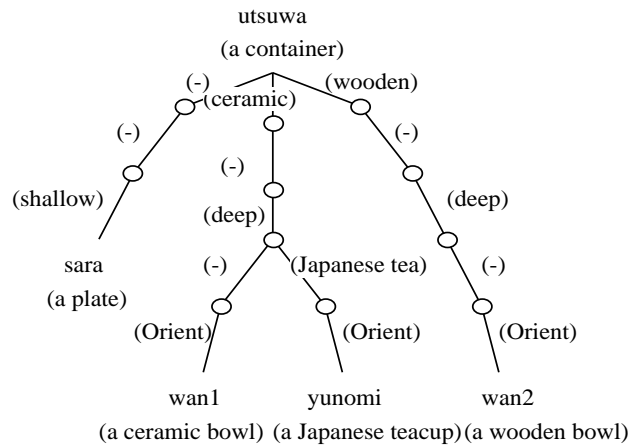 utsuwa
(a container)
(-) (ceramic) (wooden)
(-) (-) (-)
(shallow) (deep) (deep)
sara (-) (Japanese tea) (-)
(a plate)
(Orient) (Orient) (Orient)
wan1 yunomi wan2
(a ceramic bowl) (a Japanese teacup) (a wooden bowl)